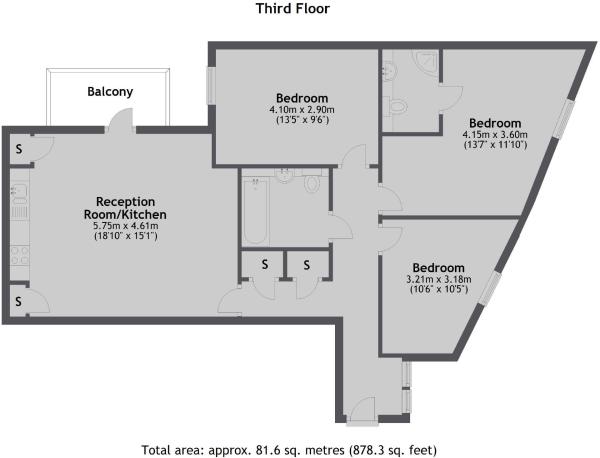 Third Floor
Balcony
Bedroom
4.10m x 2.90m
(13'5" x 9'6")
Bedroom
4.15m x 3.60m
(13'7" x 11'10")
S
Reception
Room/Kitchen
5.75m x 4.61m
(18'10" x 15'1")
S
S
Bedroom
3.21m x 3.18m
(10'6" x 10'5")
S
Total area: approx. 81.6 sq. metres (878.3 sq. feet)